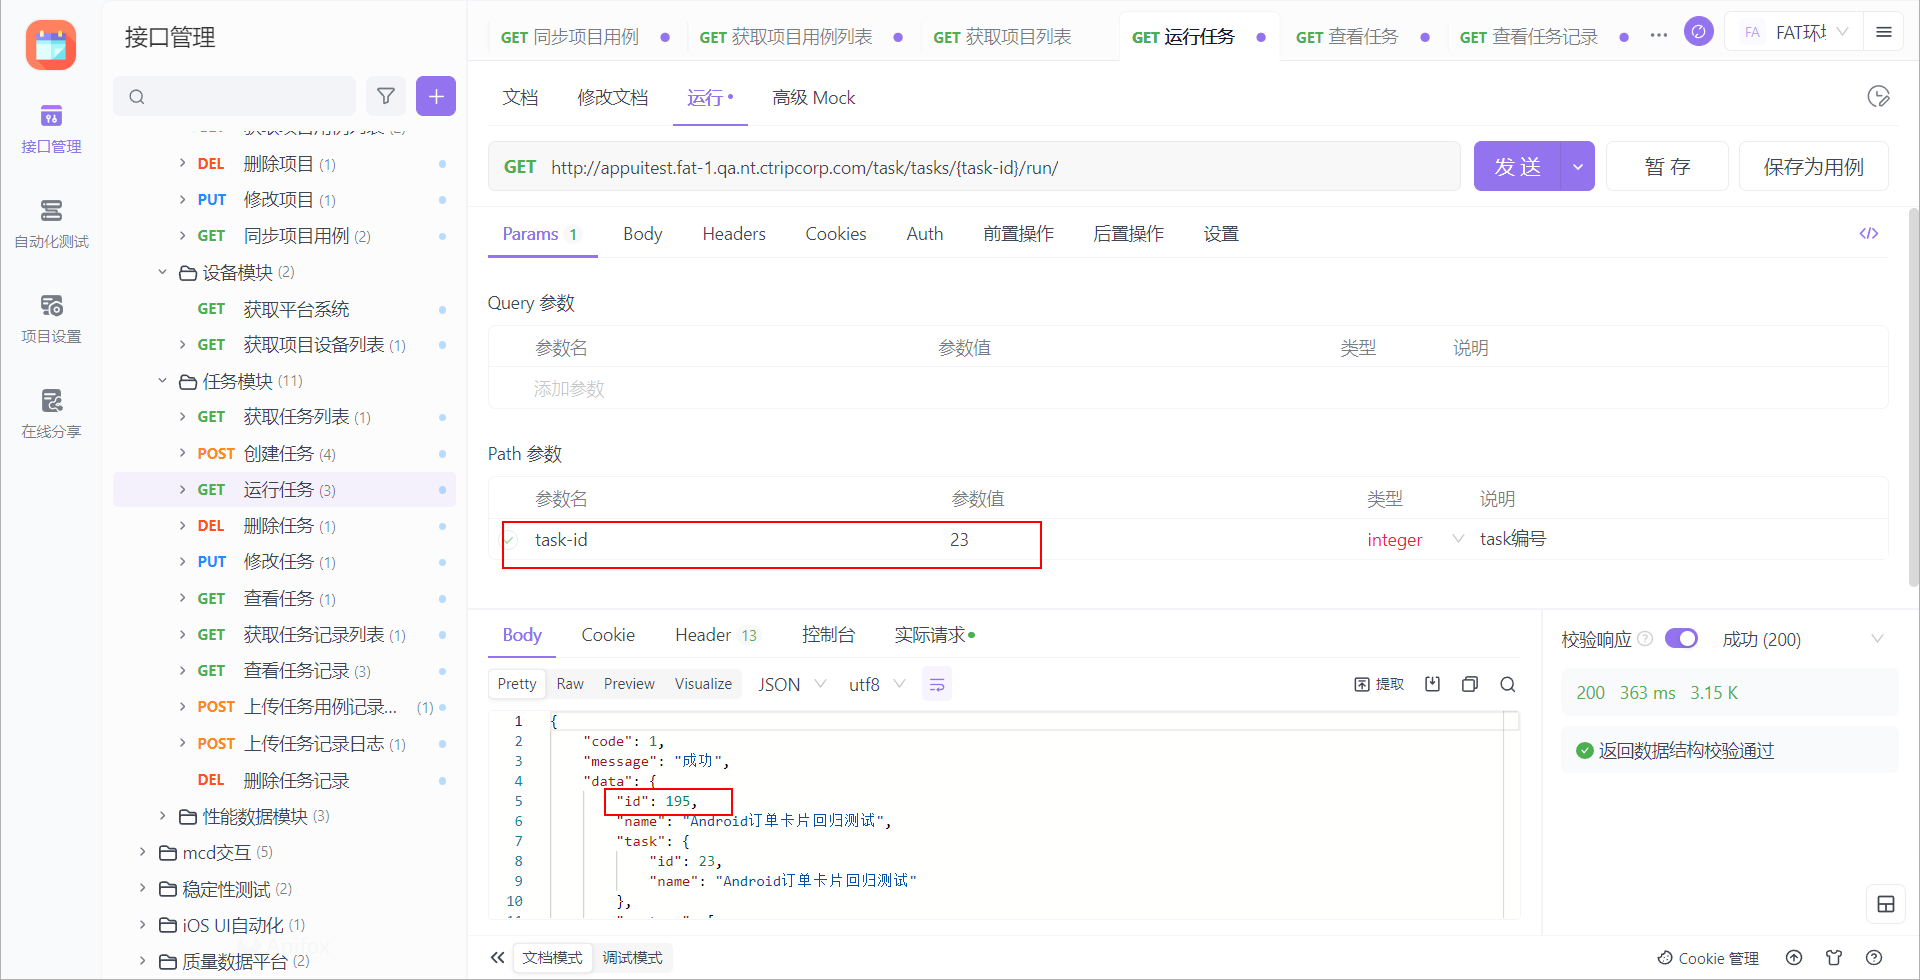 接口管理
接口管理
自动化测试
项目设置
在线分享
获取项目用例列表 (2)
DEL 删除项目 (1)
PUT 修改项目 (1)
GET 同步项目用例 (2)
设备模块 (2)
GET 获取平台系统
GET 获取项目设备列表 (1)
任务模块 (11)
GET 获取任务列表 (1)
POST 创建任务 (4)
GET 运行任务 (3)
DEL 删除任务 (1)
PUT 修改任务 (1)
GET 查看任务 (1)
GET 获取任务记录列表 (1)
GET 查看任务记录 (3)
POST 上传任务用例记录... (1)
POST 上传任务记录日志 (1)
DEL 删除任务记录
性能数据模块 (3)
mcd交互 (5)
稳定性测试 (2)
iOS UI自动化 (1)
Apifox
质量数据平台 (2)
GET 同步项目用例 GET 获取项目用例列表 GET 获取项目列表 GET 运行任务 GET 查看任务 GET 查看任务记录 ··· FA FAT环
文档 修改文档 运行 高级 Mock
GET http://appuitest.fat-1.qa.nt.ctripcorp.com/task/tasks/{task-id}/run/ 发 送 暂 存 保存为用例
Params 1 Body Headers Cookies Auth 前置操作 后置操作 设置 </>
Query 参数
参数名 参数值 类型 说明
添加参数
Path 参数
参数名 参数值 类型 说明
task-id 23 integer task编号
Body Cookie Header 13 控制台 实际请求
Pretty Raw Preview Visualize JSON utf8 提取
1 {
2 "code": 1,
3 "message": "成功",
4 "data": {
5 "id": 195,
6 "name": "Android订单卡片回归测试",
7 "task": {
8 "id": 23,
9 "name": "Android订单卡片回归测试"
10 },
校验响应 成功 (200)
200 363 ms 3.15 K
返回数据结构校验通过
文档模式 调试模式 Cookie 管理